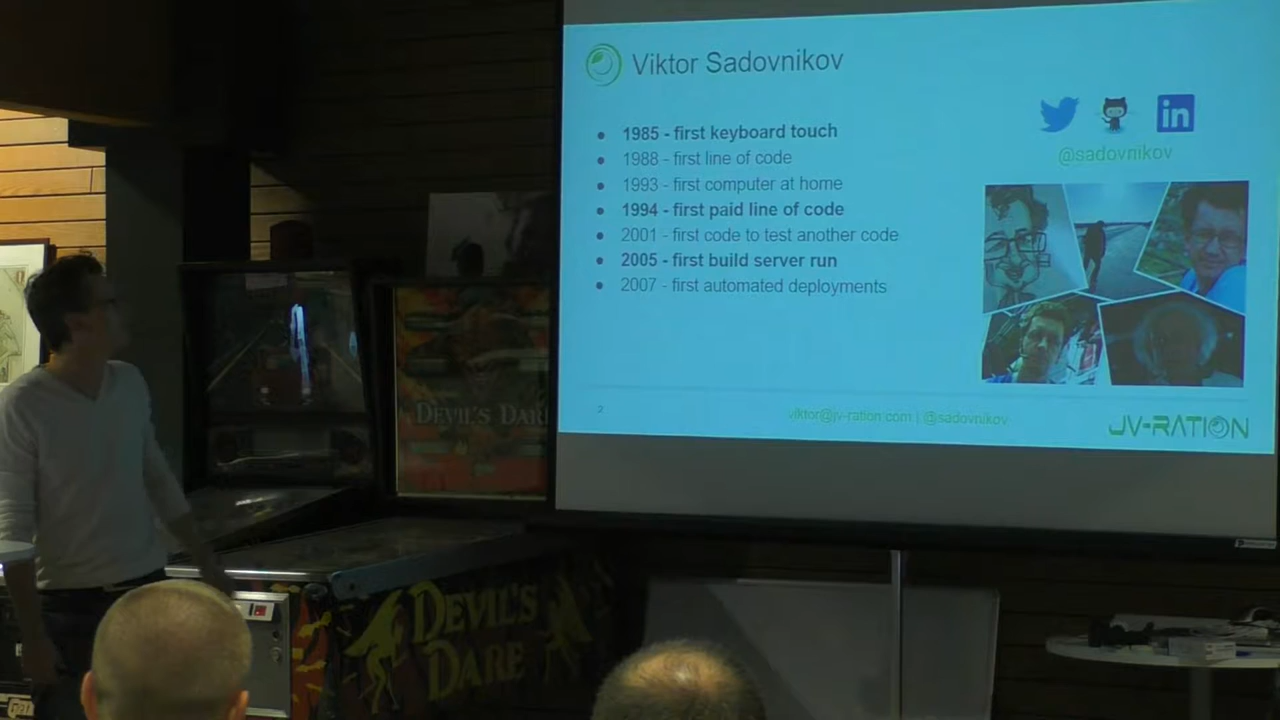 Viktor Sadovnikov
1985 - first keyboard touch
1988 - first line of code
1993 - first computer at home
1994 - first paid line of code
2001 - first code to test another code
2005 - first build server run
2007 - first automated deployments
in
@sadovnikov
2
viktor@jv-ration.com | @sadovnikov
JV-RATION
DEVIL'S DARE
DEVIL'S
DARE